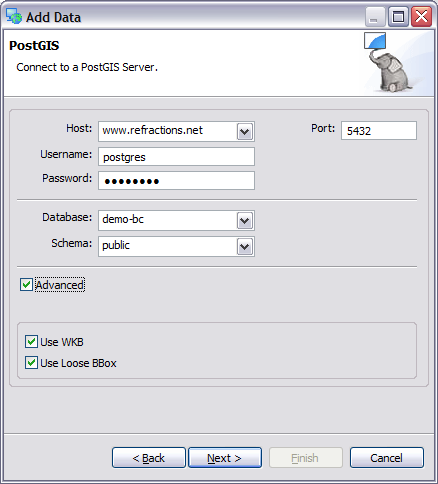 Add Data
PostGIS
Connect to a PostGIS Server.
Host: www.refractions.net Port: 5432
Username: postgres
Password: ●●●●●●●●
Database: demo-bc
Schema: public
Advanced
Use WKB
Use Loose BBox
< Back Next > Finish Cancel